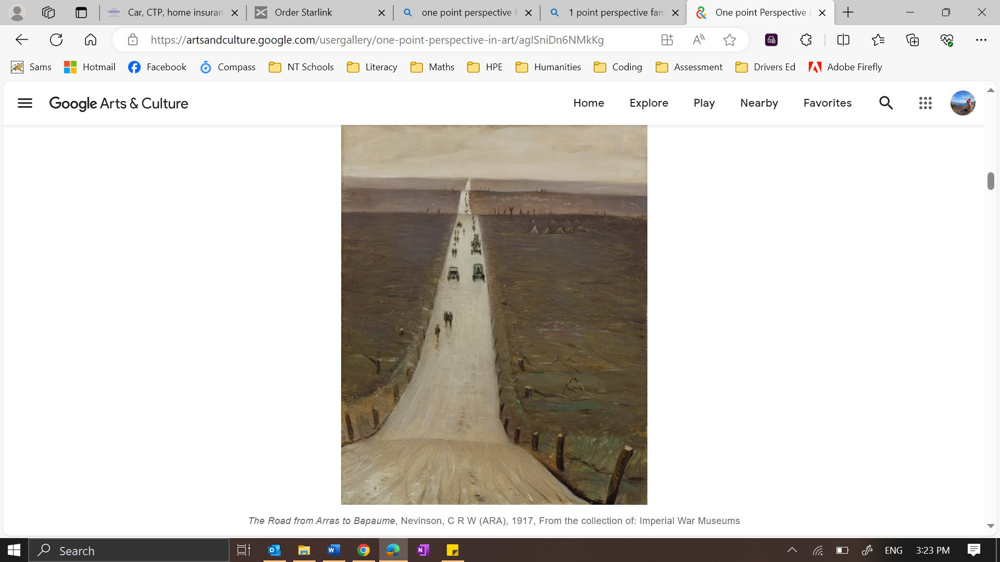 Car, CTP, home insuran
Order Starlink
one point perspective f
1 point perspective fam
One point Perspective i
https://artsandculture.google.com/usergallery/one-point-perspective-in-art/agISniDn6NMkKg
Sams
Hotmail
Facebook
Compass
NT Schools
Literacy
Maths
HPE
Humanities
Coding
Assessment
Drivers Ed
Adobe Firefly
Google Arts & Culture
Home
Explore
Play
Nearby
Favorites
The Road from Arras to Bapaume, Nevinson, C R W (ARA), 1917, From the collection of: Imperial War Museums
Search
ENG
3:23 PM